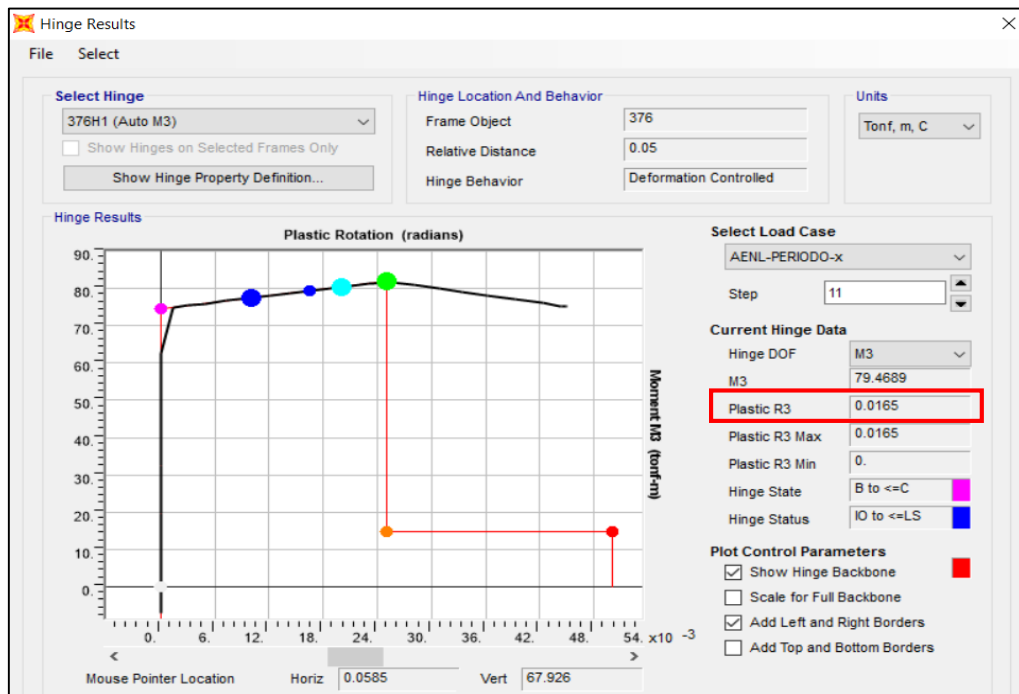 Hinge Results
File Select
Select Hinge
376H1 (Auto M3)
Show Hinges on Selected Frames Only
Show Hinge Property Definition...
Hinge Location And Behavior
Frame Object 376
Relative Distance 0.05
Hinge Behavior Deformation Controlled
Units
Tonf, m, C
Hinge Results
Plastic Rotation (radians)
90.
80.
70.
60.
50.
40.
30.
20.
10.
0.
Moment M3 (tonf-m)
0. 6. 12. 18. 24. 30. 36. 42. 48. 54. x10 -3
Mouse Pointer Location Horiz 0.0585 Vert 67.926
Select Load Case
AENL-PERIODO-x
Step 11
Current Hinge Data
Hinge DOF M3
M3 79.4689
Plastic R3 0.0165
Plastic R3 Max 0.0165
Plastic R3 Min 0.
Hinge State B to <=C
Hinge Status IO to <=LS
Plot Control Parameters
Show Hinge Backbone
Scale for Full Backbone
Add Left and Right Borders
Add Top and Bottom Borders